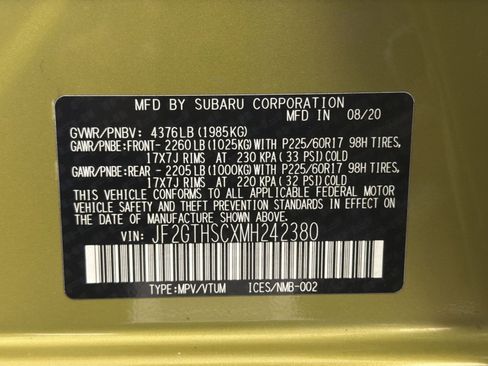 MFD BY SUBARU CORPORATION
MFD IN 08/20
GVWR/PNBV: 4376LB(1985KG)
GAWR/PNBE:FRONT-2260LB(1025KG)WITH P225/60R17 98H TIRES,
17X7J RIMS AT 230 KPA(33 PSI)COLD
GAWR/PNBE:REAR -2205LB(1000KG)WITH P225/60R17 98H TIRES,
17X7J RIMS AT 220 KPA(32 PSI)COLD
THIS VEHICLE CONFORMS TO ALL APPLICABLE FEDERAL MOTOR
VEHICLE SAFETY, BUMPER, AND THEFT PREVENTION
STANDARDS IN EFFECT ON THE DATE OF MANUFACTURE
SHOWN ABOVE.
VIN: JF2GTHSCXMH242380
TYPE:MPV/VTUM ICES/NMB-002